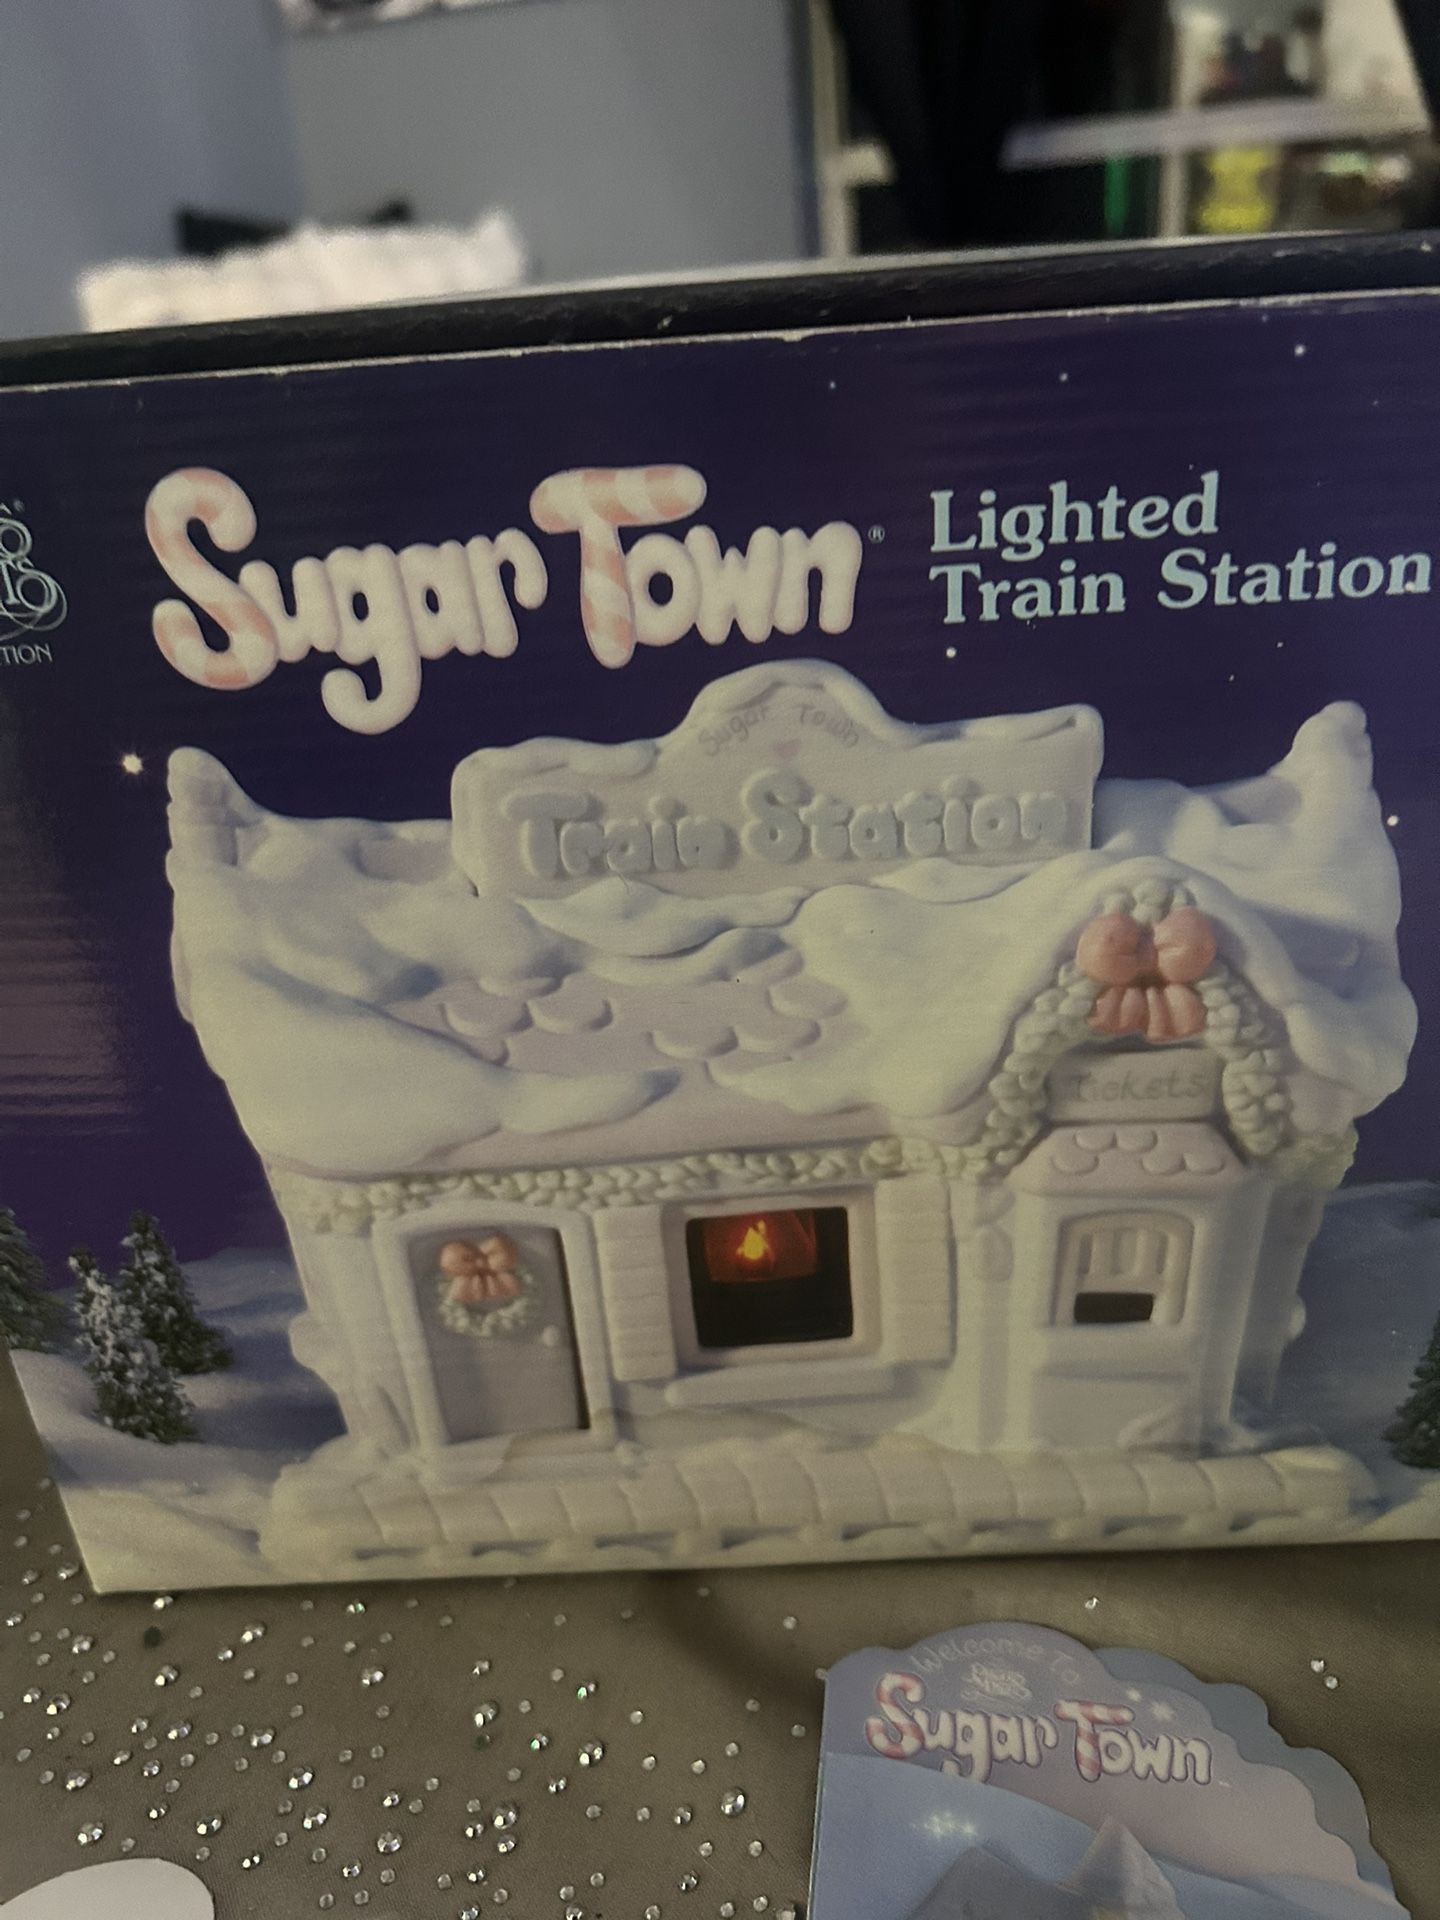 Sugar Town®
Lighted
Train Station
TION
Sugar Town
Train Station
Tickets
Welcome To
Sugar Town